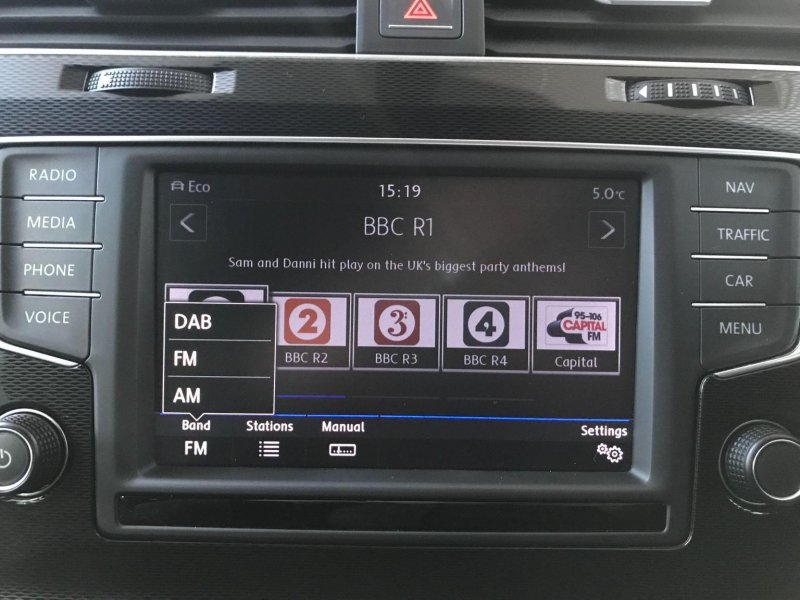 RADIO
MEDIA
PHONE
VOICE
Eco
15:19
5.0°C
BBC R1
Sam and Danni hit play on the UK's biggest party anthems!
2
3
4
95-106
CAPITAL
FM
BBC R2
BBC R3
BBC R4
Capital
DAB
FM
AM
Band
FM
Stations
Manual
Settings
NAV
TRAFFIC
CAR
MENU